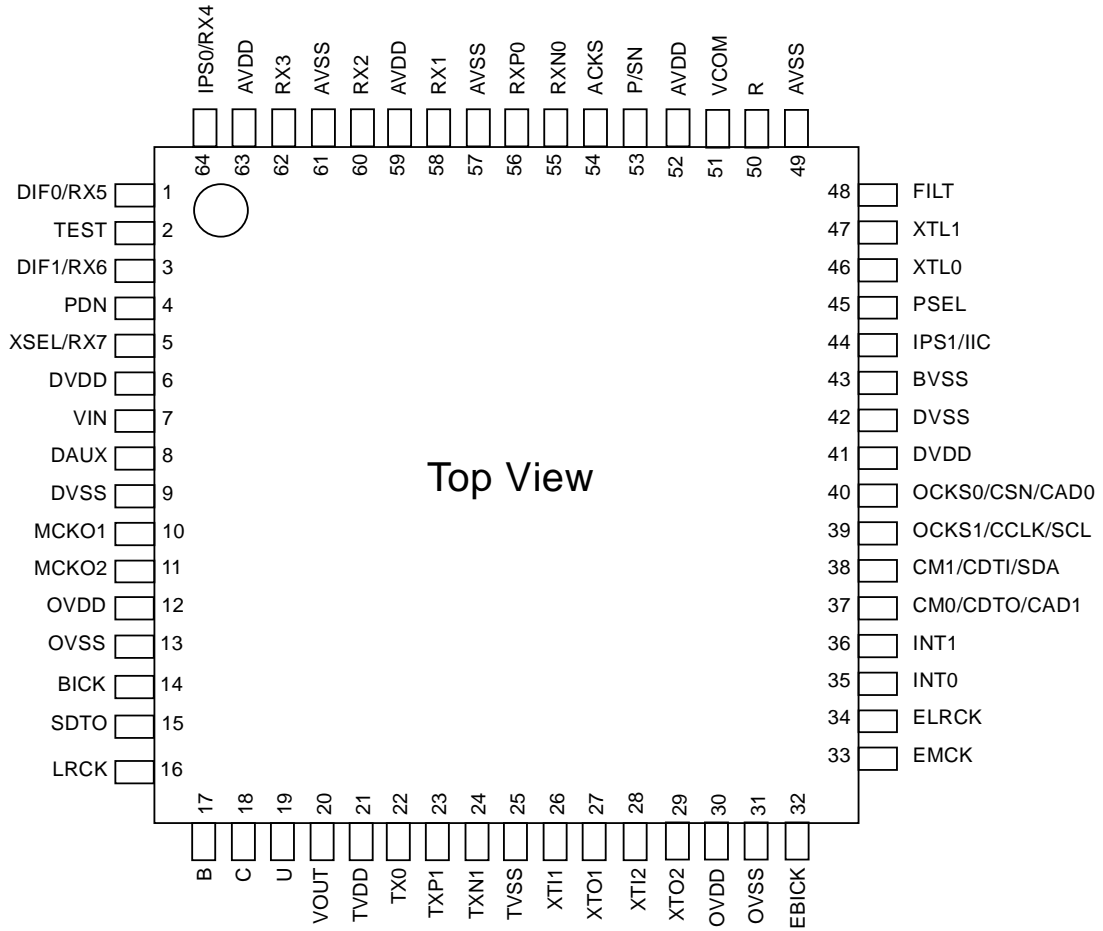 IPS0/RX4
AVDD
RX3
AVSS
RX2
AVDD
RX1
AVSS
RXP0
RXN0
ACKS
P/SN
AVDD
VCOM
R
AVSS
64
63
62
61
60
59
58
57
56
55
54
53
52
51
50
49
DIF0/RX5 1
TEST 2
DIF1/RX6 3
PDN 4
XSEL/RX7 5
DVDD 6
VIN 7
DAUX 8
DVSS 9
MCKO1 10
MCKO2 11
OVDD 12
OVSS 13
BICK 14
SDTO 15
LRCK 16
Top View
48 FILT
47 XTL1
46 XTL0
45 PSEL
44 IPS1/IIC
43 BVSS
42 DVSS
41 DVDD
40 OCKS0/CSN/CAD0
39 OCKS1/CCLK/SCL
38 CM1/CDTI/SDA
37 CM0/CDTO/CAD1
36 INT1
35 INT0
34 ELRCK
33 EMCK
17
18
19
20
21
22
23
24
25
26
27
28
29
30
31
32
B
C
U
VOUT
TVDD
TX0
TXP1
TXN1
TVSS
XTI1
XTO1
XTI2
XTO2
OVDD
OVSS
EBICK